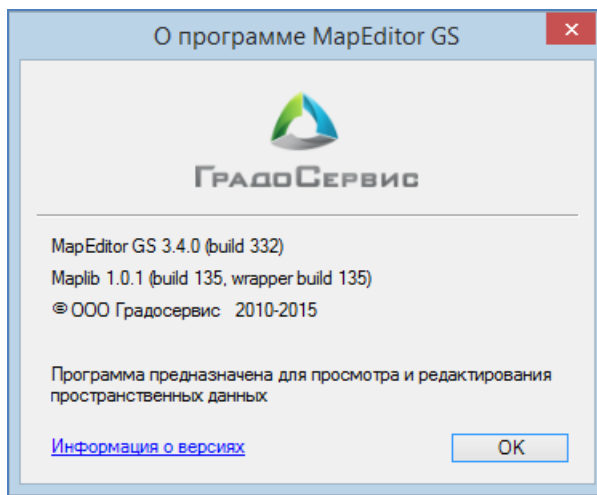 О программе MapEditor GS
ГрадоСервис
MapEditor GS 3.4.0 (build 332)
Maplib 1.0.1 (build 135, wrapper build 135)
© ООО Градосервис 2010-2015
Программа предназначена для просмотра и редактирования
пространственных данных
Информация о версиях
OK